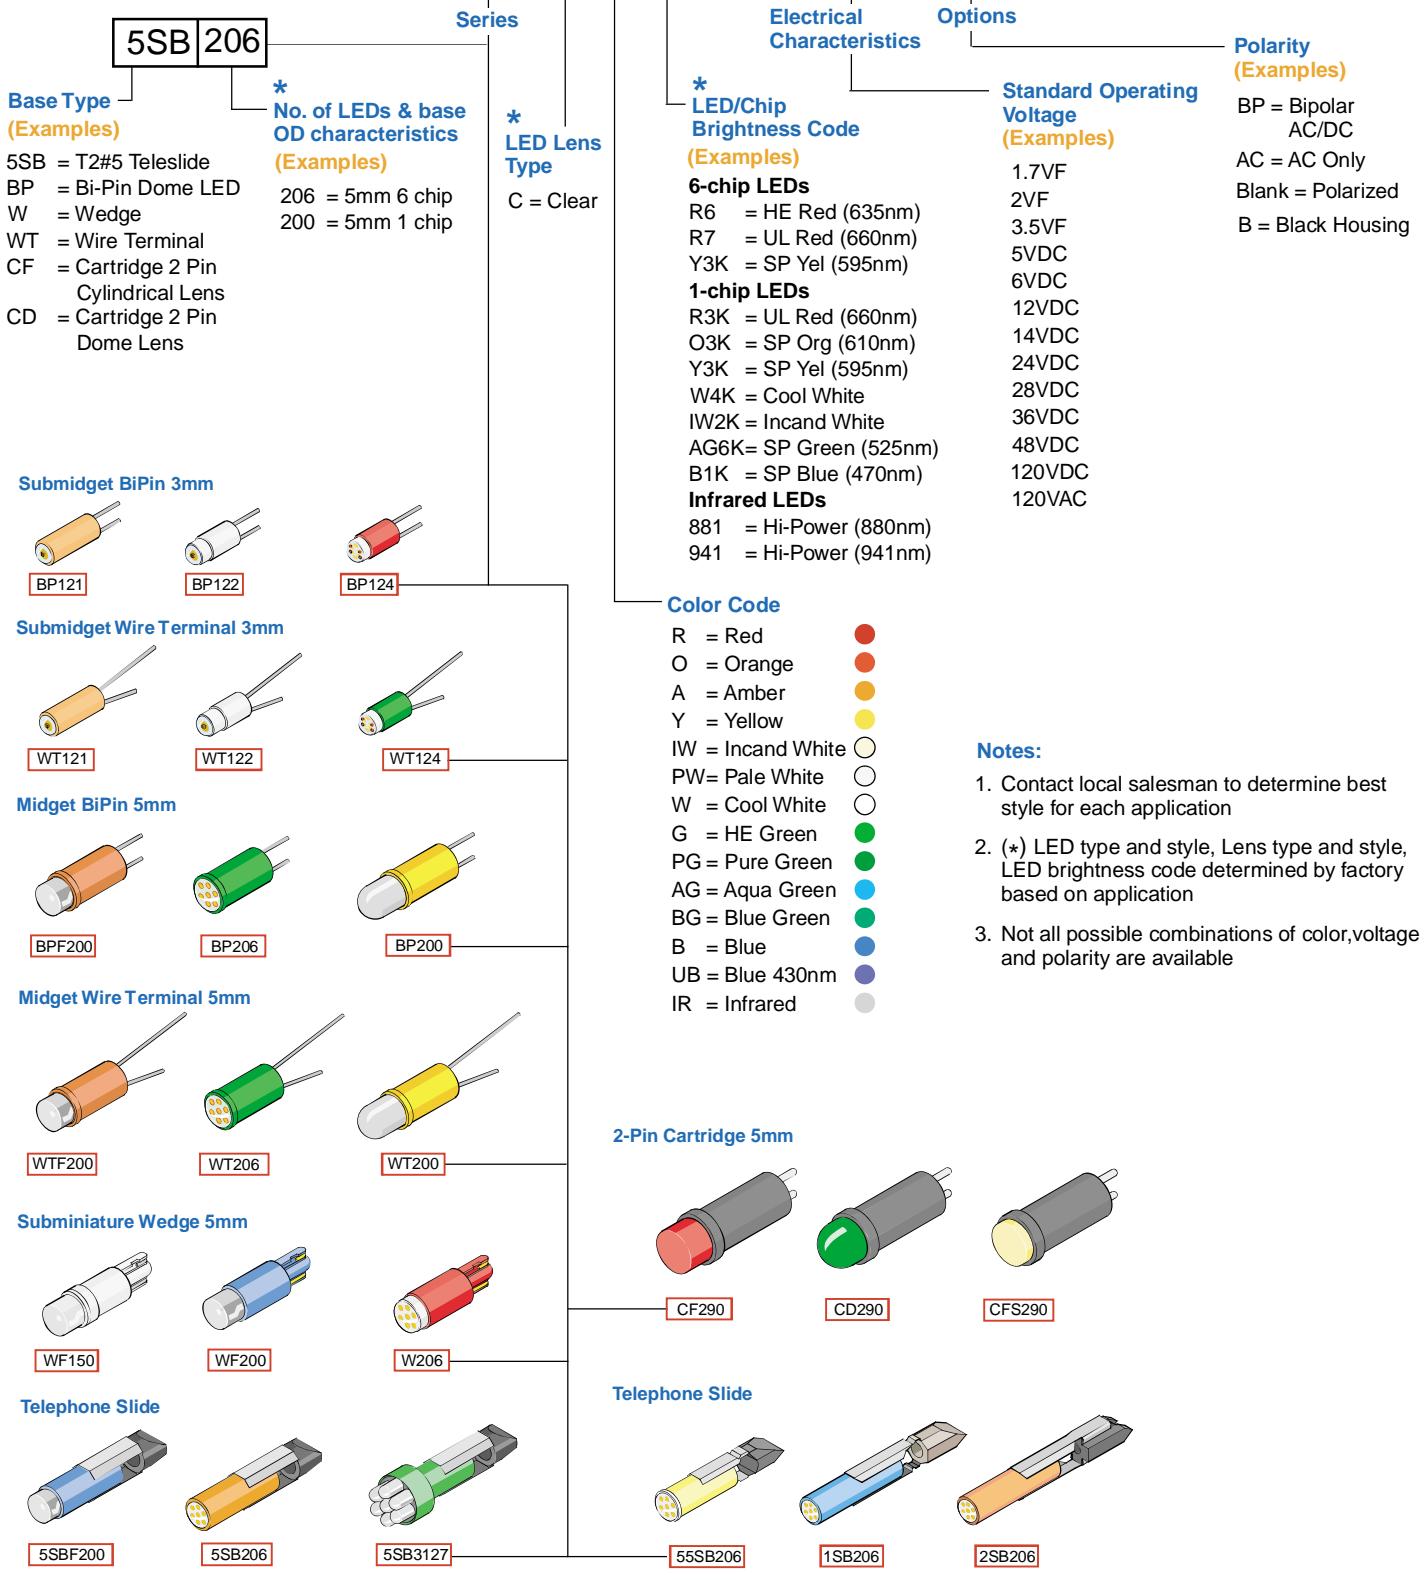 Series
Electrical
Characteristics
Options
5SB 206
Base Type
(Examples)
5SB = T2#5 Teleslide
BP = Bi-Pin Dome LED
W = Wedge
WT = Wire Terminal
CF = Cartridge 2 Pin
Cylindrical Lens
CD = Cartridge 2 Pin
Dome Lens
*
No. of LEDs & base
OD characteristics
(Examples)
206 = 5mm 6 chip
200 = 5mm 1 chip
*
LED Lens
Type
C = Clear
*
LED/Chip
Brightness Code
(Examples)
6-chip LEDs
R6 = HE Red (635nm)
R7 = UL Red (660nm)
Y3K = SP Yel (595nm)
1-chip LEDs
R3K = UL Red (660nm)
O3K = SP Org (610nm)
Y3K = SP Yel (595nm)
W4K = Cool White
IW2K = Incand White
AG6K= SP Green (525nm)
B1K = SP Blue (470nm)
Infrared LEDs
881 = Hi-Power (880nm)
941 = Hi-Power (941nm)
Standard Operating
Voltage
(Examples)
1.7VF
2VF
3.5VF
5VDC
6VDC
12VDC
14VDC
24VDC
28VDC
36VDC
48VDC
120VDC
120VAC
Polarity
(Examples)
BP = Bipolar
AC/DC
AC = AC Only
Blank = Polarized
B = Black Housing
Submidget BiPin 3mm
BP121
BP122
BP124
Submidget Wire Terminal 3mm
WT121
WT122
WT124
Midget BiPin 5mm
BPF200
BP206
BP200
Midget Wire Terminal 5mm
WTF200
WT206
WT200
Subminiature Wedge 5mm
WF150
WF200
W206
Telephone Slide
5SBF200
5SB206
5SB3127
Color Code
R = Red
O = Orange
A = Amber
Y = Yellow
IW = Incand White
PW= Pale White
W = Cool White
G = HE Green
PG = Pure Green
AG = Aqua Green
BG = Blue Green
B = Blue
UB = Blue 430nm
IR = Infrared
Notes:
1. Contact local salesman to determine best
style for each application
2. (*) LED type and style, Lens type and style,
LED brightness code determined by factory
based on application
3. Not all possible combinations of color,voltage
and polarity are available
2-Pin Cartridge 5mm
CF290
CD290
CFS290
Telephone Slide
55SB206
1SB206
2SB206